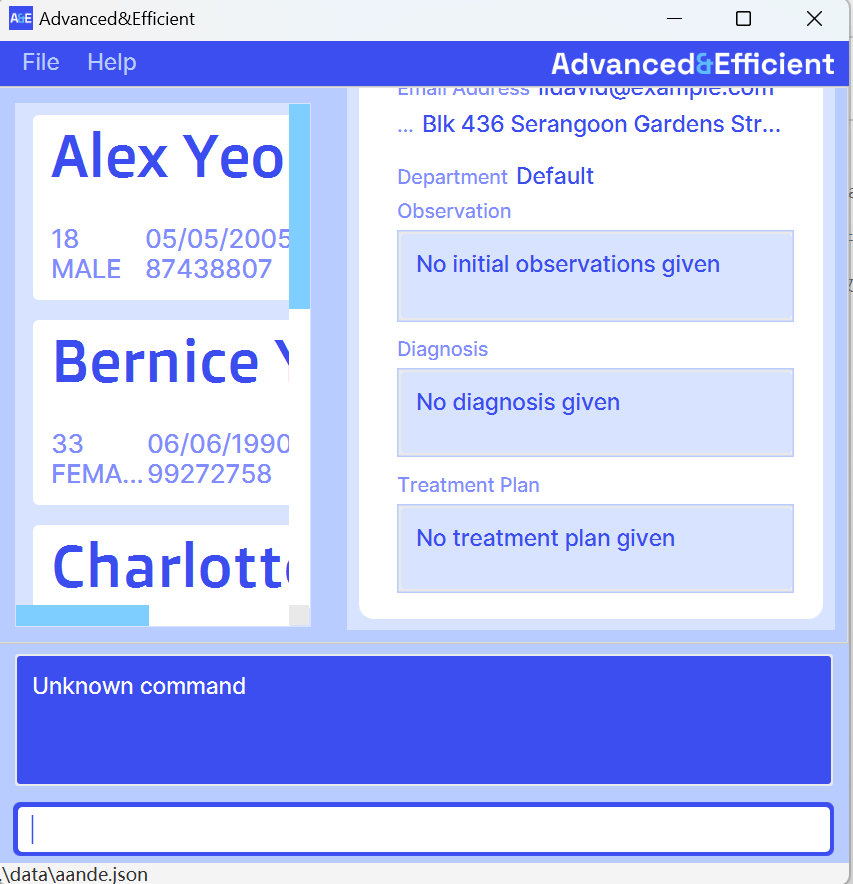 A&E Advanced&Efficient
File Help
Advanced&Efficient
Alex Yeo
18 05/05/2005
MALE 87438807
Bernice Y
33 06/06/1990
FEMA... 99272758
Charlotte
Email Address lidavid@example.com
... Blk 436 Serangoon Gardens Str...
Department Default
Observation
No initial observations given
Diagnosis
No diagnosis given
Treatment Plan
No treatment plan given
Unknown command
.\data\aande.json